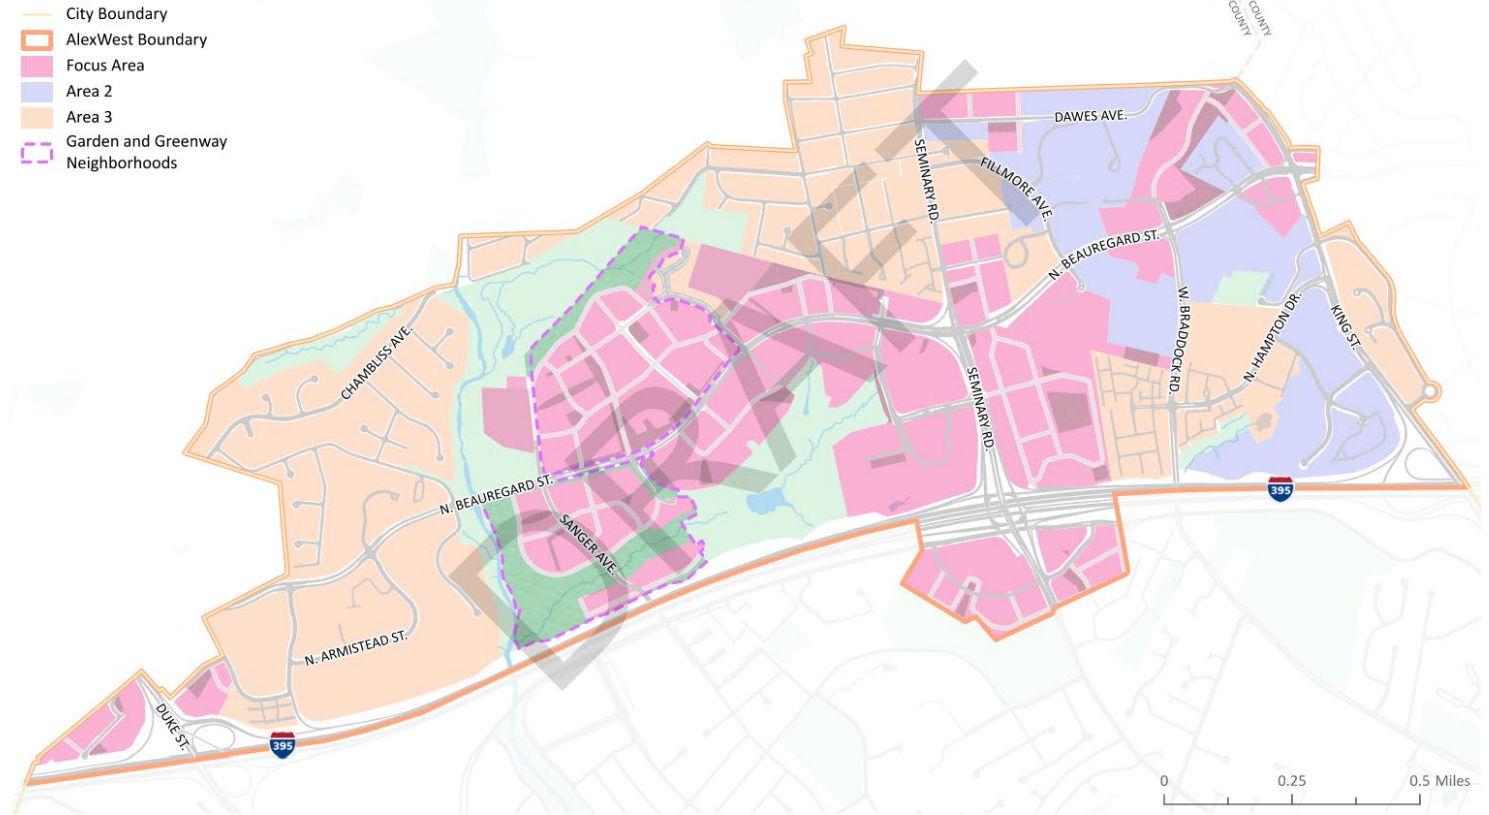 City Boundary
AlexWest Boundary
Focus Area
Area 2
Area 3
Garden and Greenway
Neighborhoods
COUNTY
COUNTY
DAWES AVE.
SEMINARY RD.
FILLMORE AVE.
N. BEAUREGARD ST.
W. BRADDOCK RD.
N. HAMPTON DR.
KING ST.
CHAMBLISS AVE.
SEMINARY RD.
N. BEAUREGARD ST.
SANGER AVE.
395
N. ARMISTEAD ST.
DUKE ST.
395
DRAFT
0 0.25 0.5 Miles